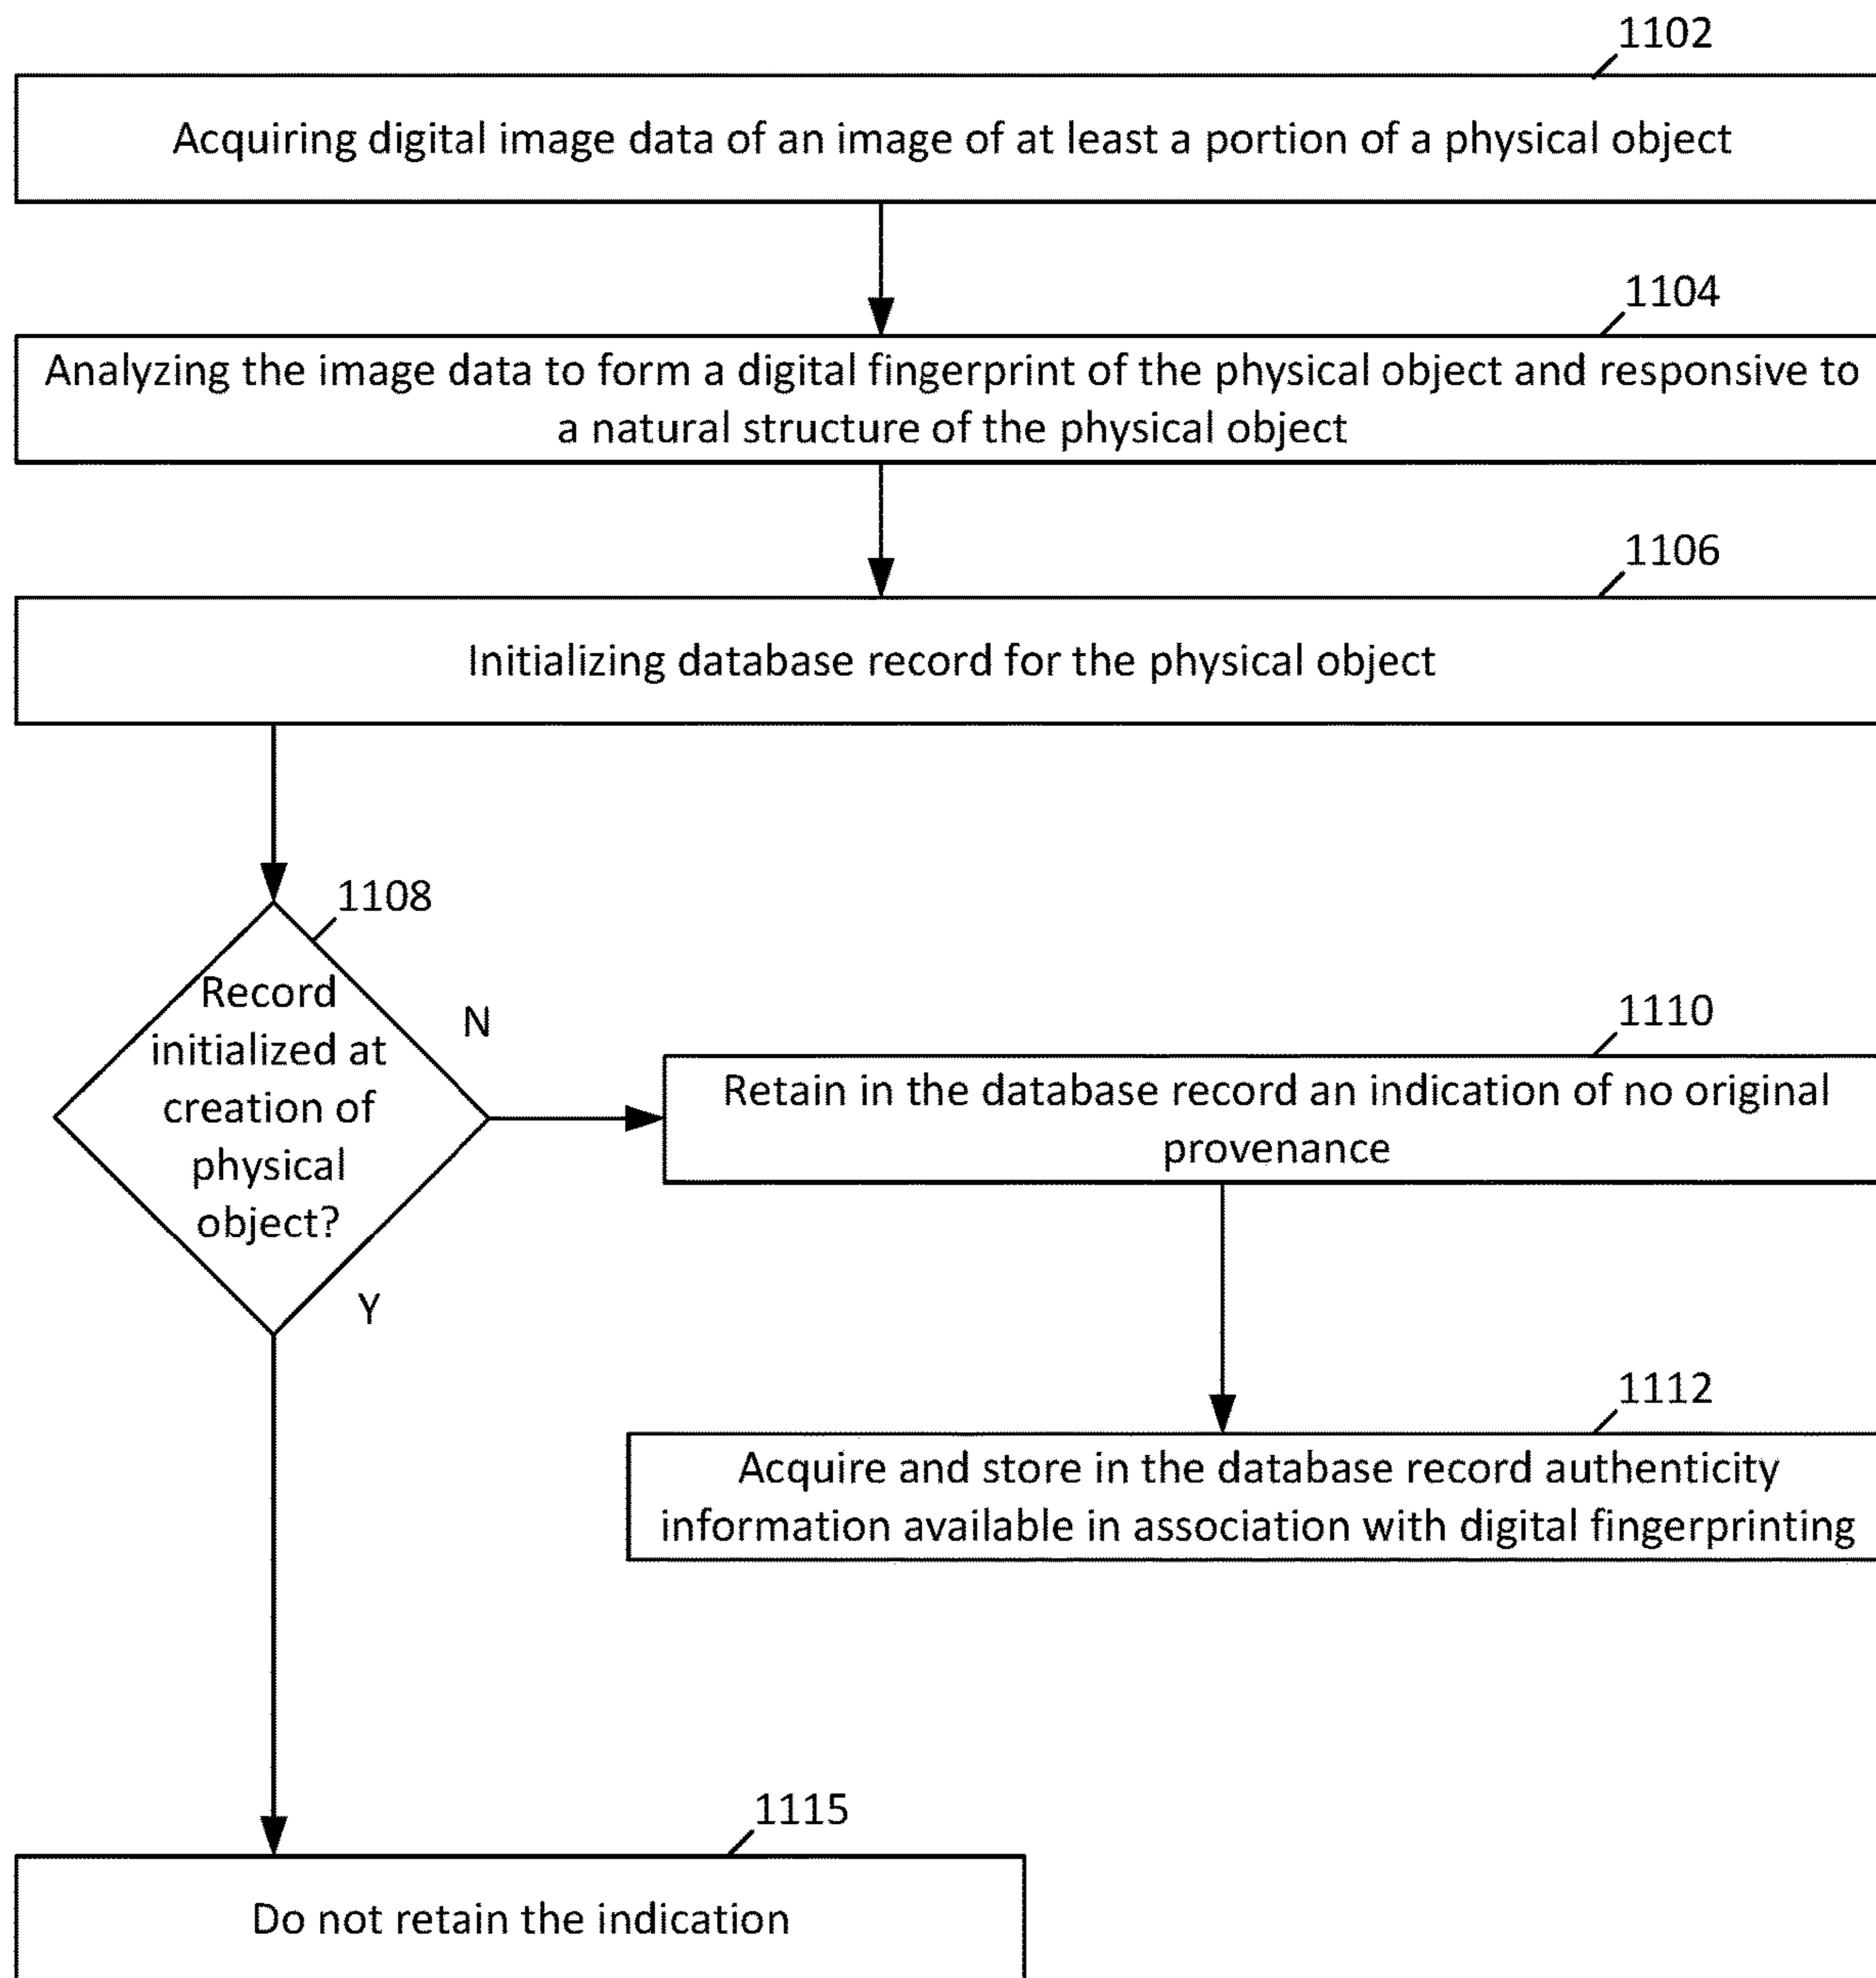 1102
Acquiring digital image data of an image of at least a portion of a physical object
1104
Analyzing the image data to form a digital fingerprint of the physical object and responsive to
a natural structure of the physical object
1106
Initializing database record for the physical object
1108
Record
initialized at
creation of
physical
object?
N
Y
1110
Retain in the database record an indication of no original
provenance
1112
Acquire and store in the database record authenticity
information available in association with digital fingerprinting
1115
Do not retain the indication